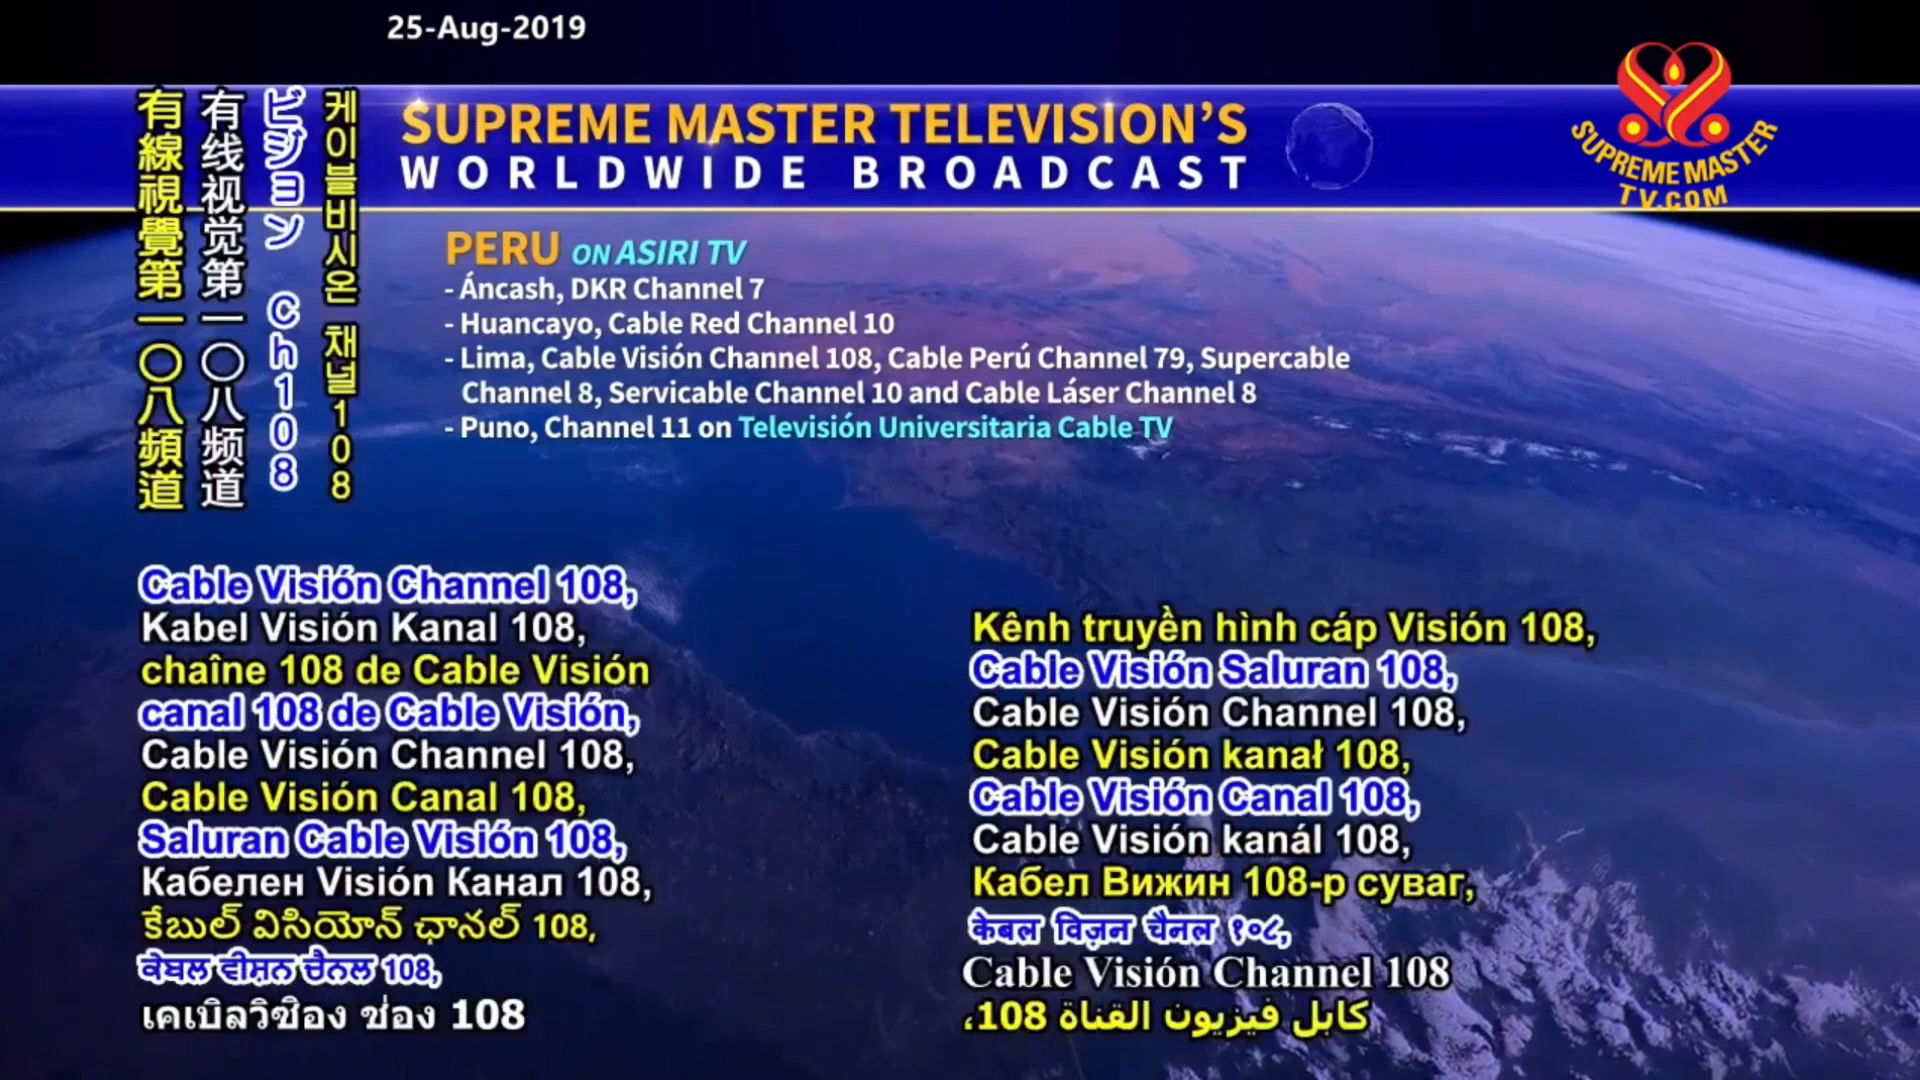 25-Aug-2019
SUPREME MASTER TELEVISION'S
WORLDWIDE BROADCAST
SUPREME MASTER
TV.COM
有線視覺第一〇八頻道
有线视觉第一〇八频道
ビジョン Ch108
케이블비시온 채널108
PERU ON ASIRI TV
- Áncash, DKR Channel 7
- Huancayo, Cable Red Channel 10
- Lima, Cable Visión Channel 108, Cable Perú Channel 79, Supercable
Channel 8, Servicable Channel 10 and Cable Láser Channel 8
- Puno, Channel 11 on Televisión Universitaria Cable TV
Cable Visión Channel 108,
Kabel Visión Kanal 108,
chaîne 108 de Cable Visión
canal 108 de Cable Visión,
Cable Visión Channel 108,
Cable Visión Canal 108,
Saluran Cable Visión 108,
Кабелен Visión Канал 108,
కేబుల్ విసియోన్ ఛానల్ 108,
ਕੇਬਲ ਵੀਸ਼ਨ ਚੈਨਲ 108,
เคเบิลวิซิอง ช่อง 108
Kênh truyền hình cáp Visión 108,
Cable Visión Saluran 108,
Cable Visión Channel 108,
Cable Visión kanał 108,
Cable Visión Canal 108,
Cable Visión kanál 108,
Кабел Вижин 108-р суваг,
केबल विज़न चैनल १०८,
Cable Visión Channel 108
كابل فيزيون القناة 108،